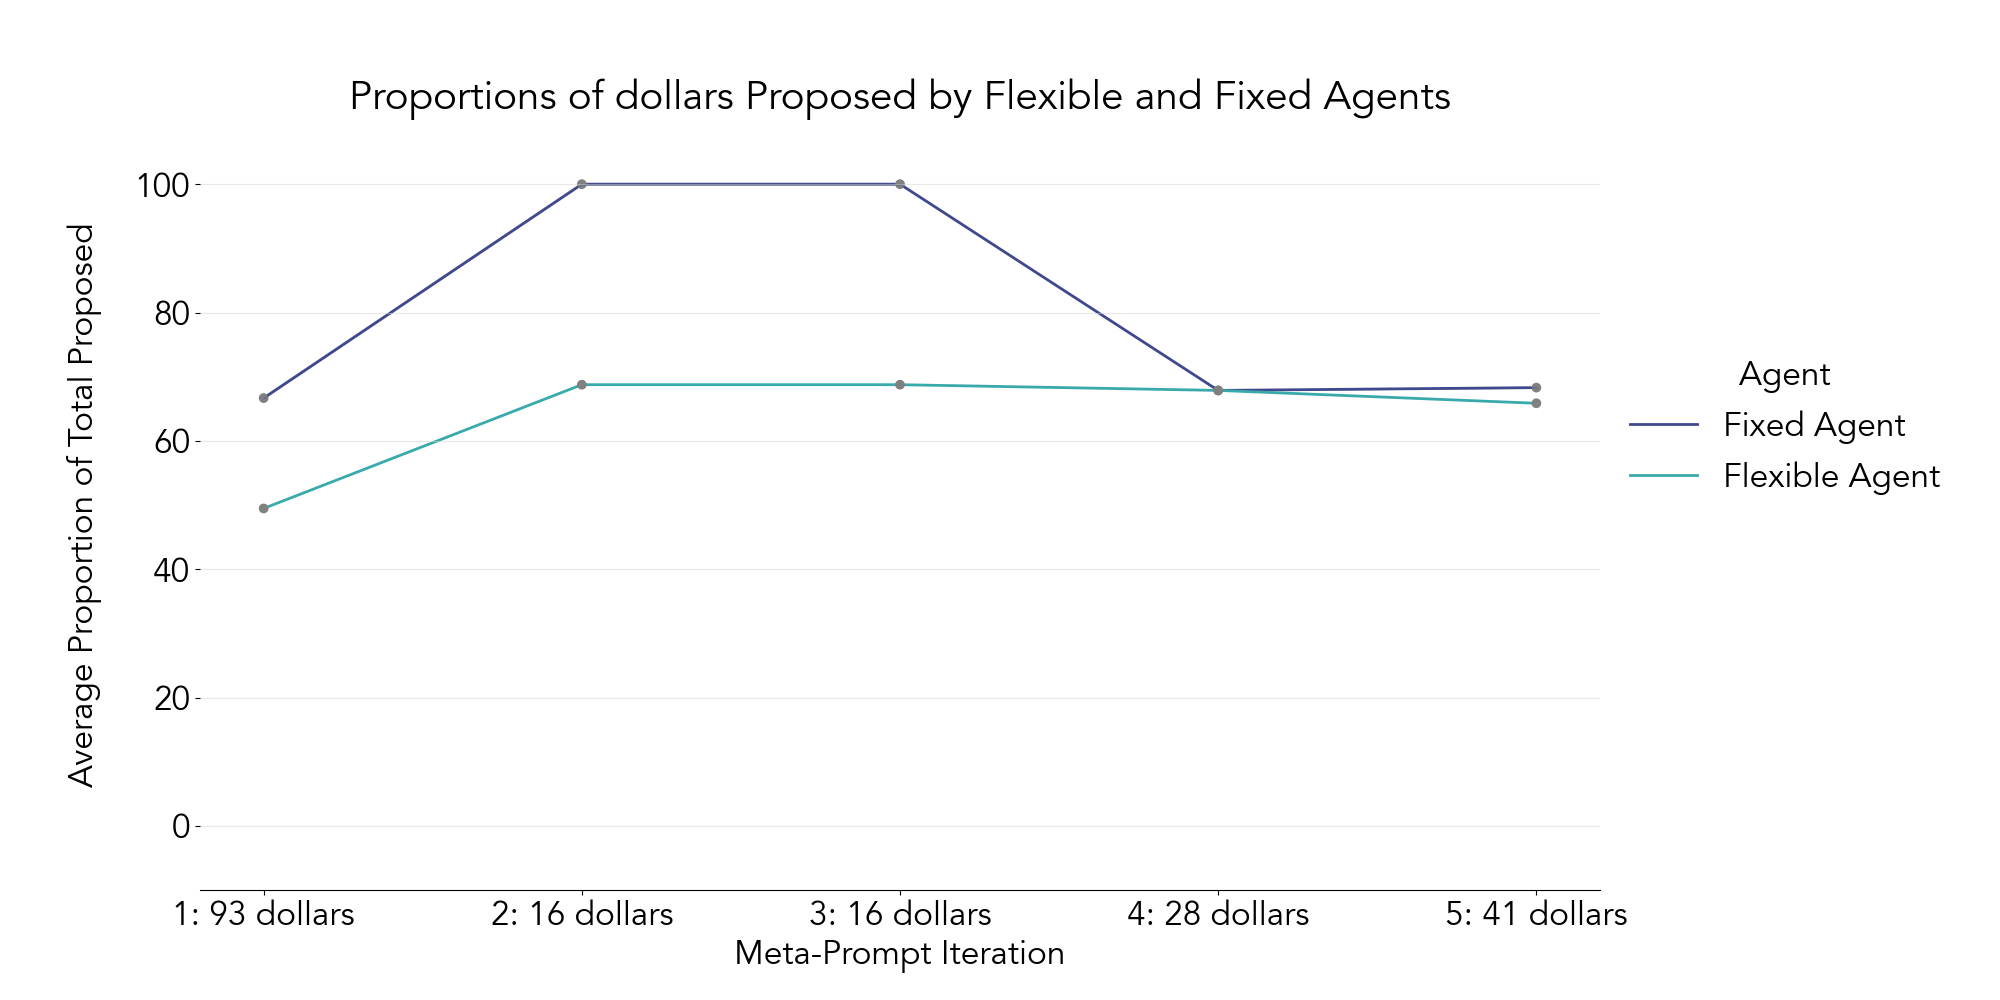 Proportions of dollars Proposed by Flexible and Fixed Agents
Average Proportion of Total Proposed
100
80
60
40
20
0
1: 93 dollars
2: 16 dollars
3: 16 dollars
4: 28 dollars
5: 41 dollars
Meta-Prompt Iteration
Agent
Fixed Agent
Flexible Agent